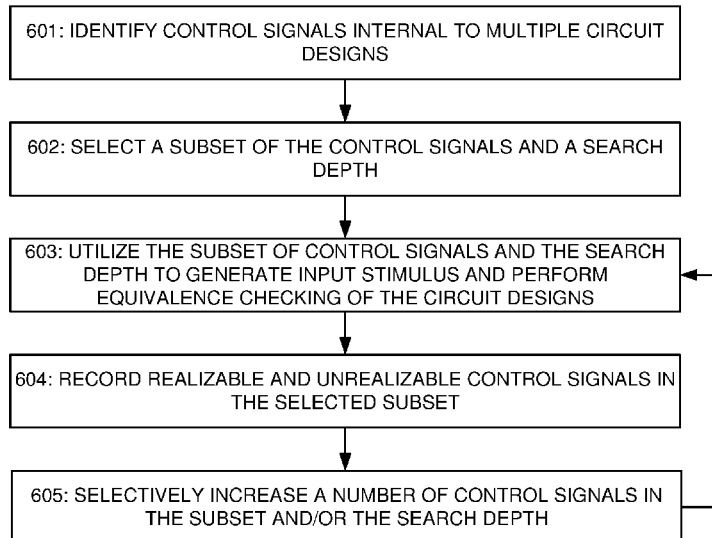 601: IDENTIFY CONTROL SIGNALS INTERNAL TO MULTIPLE CIRCUIT
DESIGNS
602: SELECT A SUBSET OF THE CONTROL SIGNALS AND A SEARCH
DEPTH
603: UTILIZE THE SUBSET OF CONTROL SIGNALS AND THE SEARCH
DEPTH TO GENERATE INPUT STIMULUS AND PERFORM
EQUIVALENCE CHECKING OF THE CIRCUIT DESIGNS
604: RECORD REALIZABLE AND UNREALIZABLE CONTROL SIGNALS IN
THE SELECTED SUBSET
605: SELECTIVELY INCREASE A NUMBER OF CONTROL SIGNALS IN
THE SUBSET AND/OR THE SEARCH DEPTH